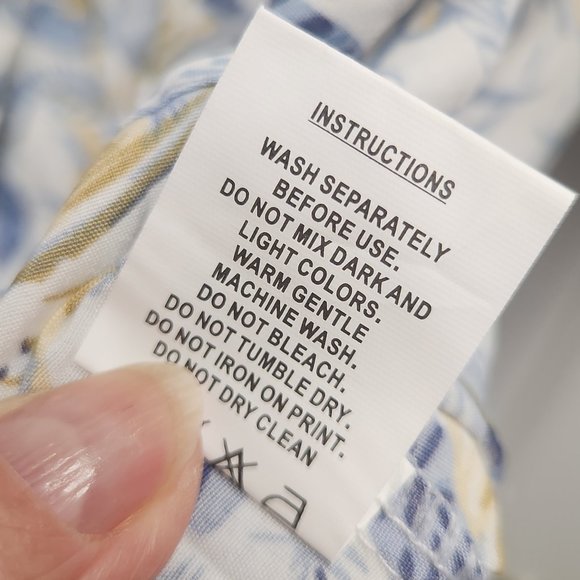 INSTRUCTIONS
WASH SEPARATELY
BEFORE USE.
DO NOT MIX DARK AND
LIGHT COLORS.
WARM GENTLE
MACHINE WASH.
DO NOT BLEACH.
DO NOT TUMBLE DRY.
DO NOT IRON ON PRINT.
DO NOT DRY CLEAN